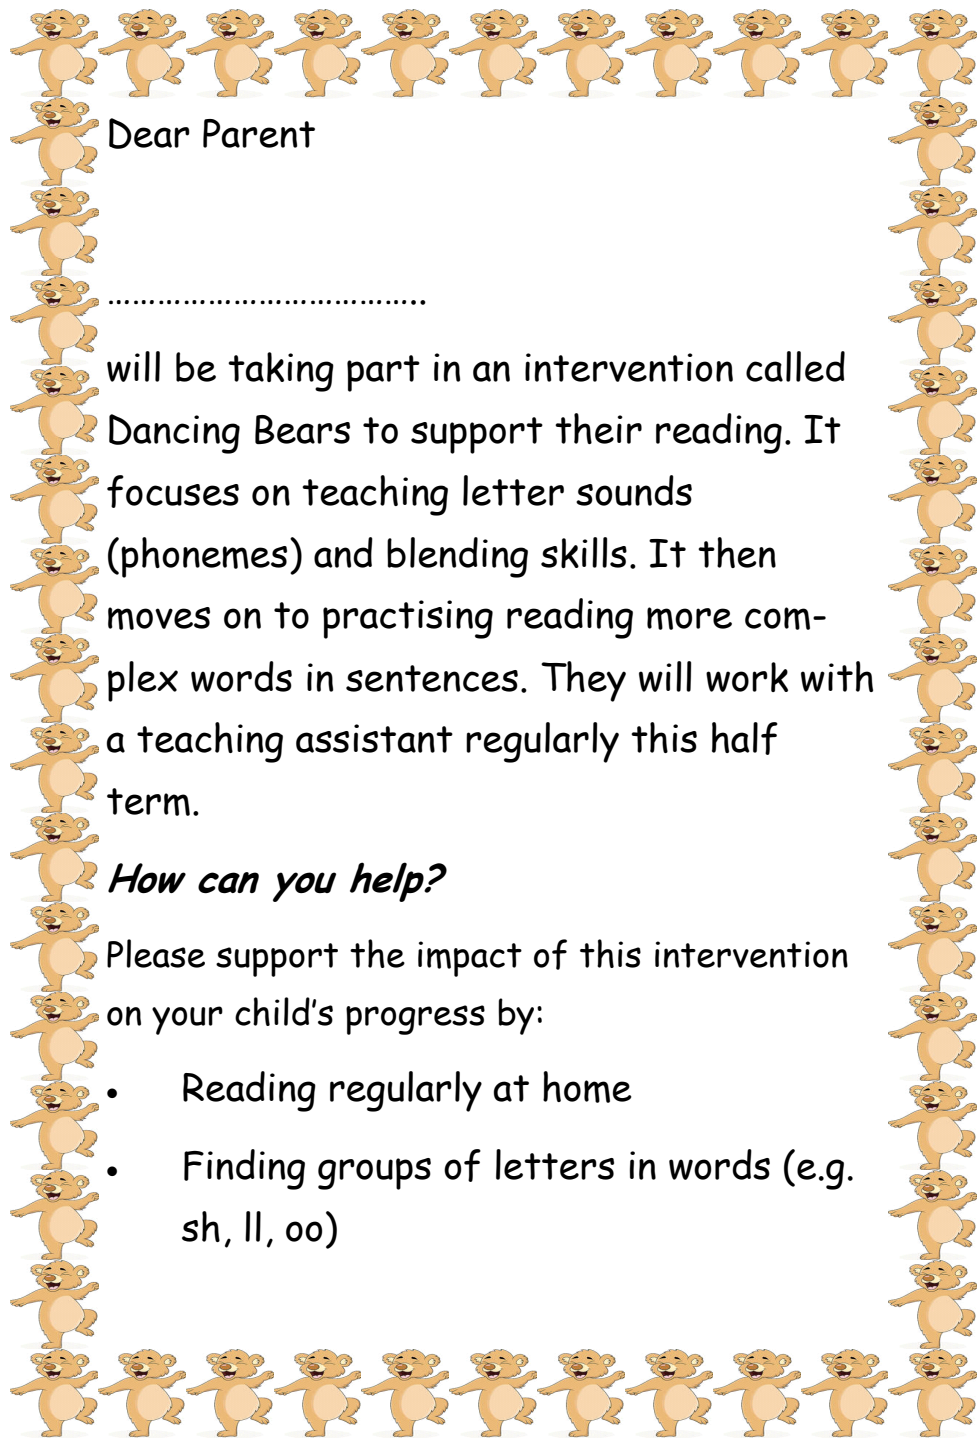 Dear Parent
…………………………………..
will be taking part in an intervention called
Dancing Bears to support their reading. It
focuses on teaching letter sounds
(phonemes) and blending skills. It then
moves on to practising reading more com-
plex words in sentences. They will work with
a teaching assistant regularly this half
term.
How can you help?
Please support the impact of this intervention
on your child’s progress by:
• Reading regularly at home
• Finding groups of letters in words (e.g.
sh, ll, oo)